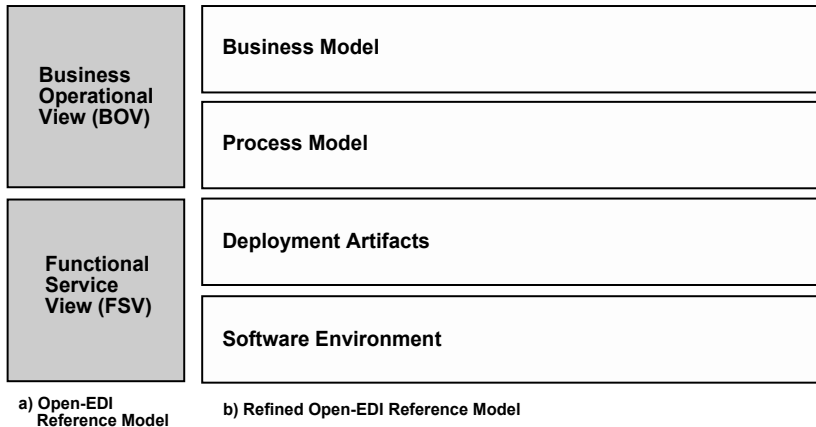 Business
Operational
View (BOV)
Business Model
Process Model
Functional
Service
View (FSV)
Deployment Artifacts
Software Environment
a) Open-EDI
Reference Model
b) Refined Open-EDI Reference Model